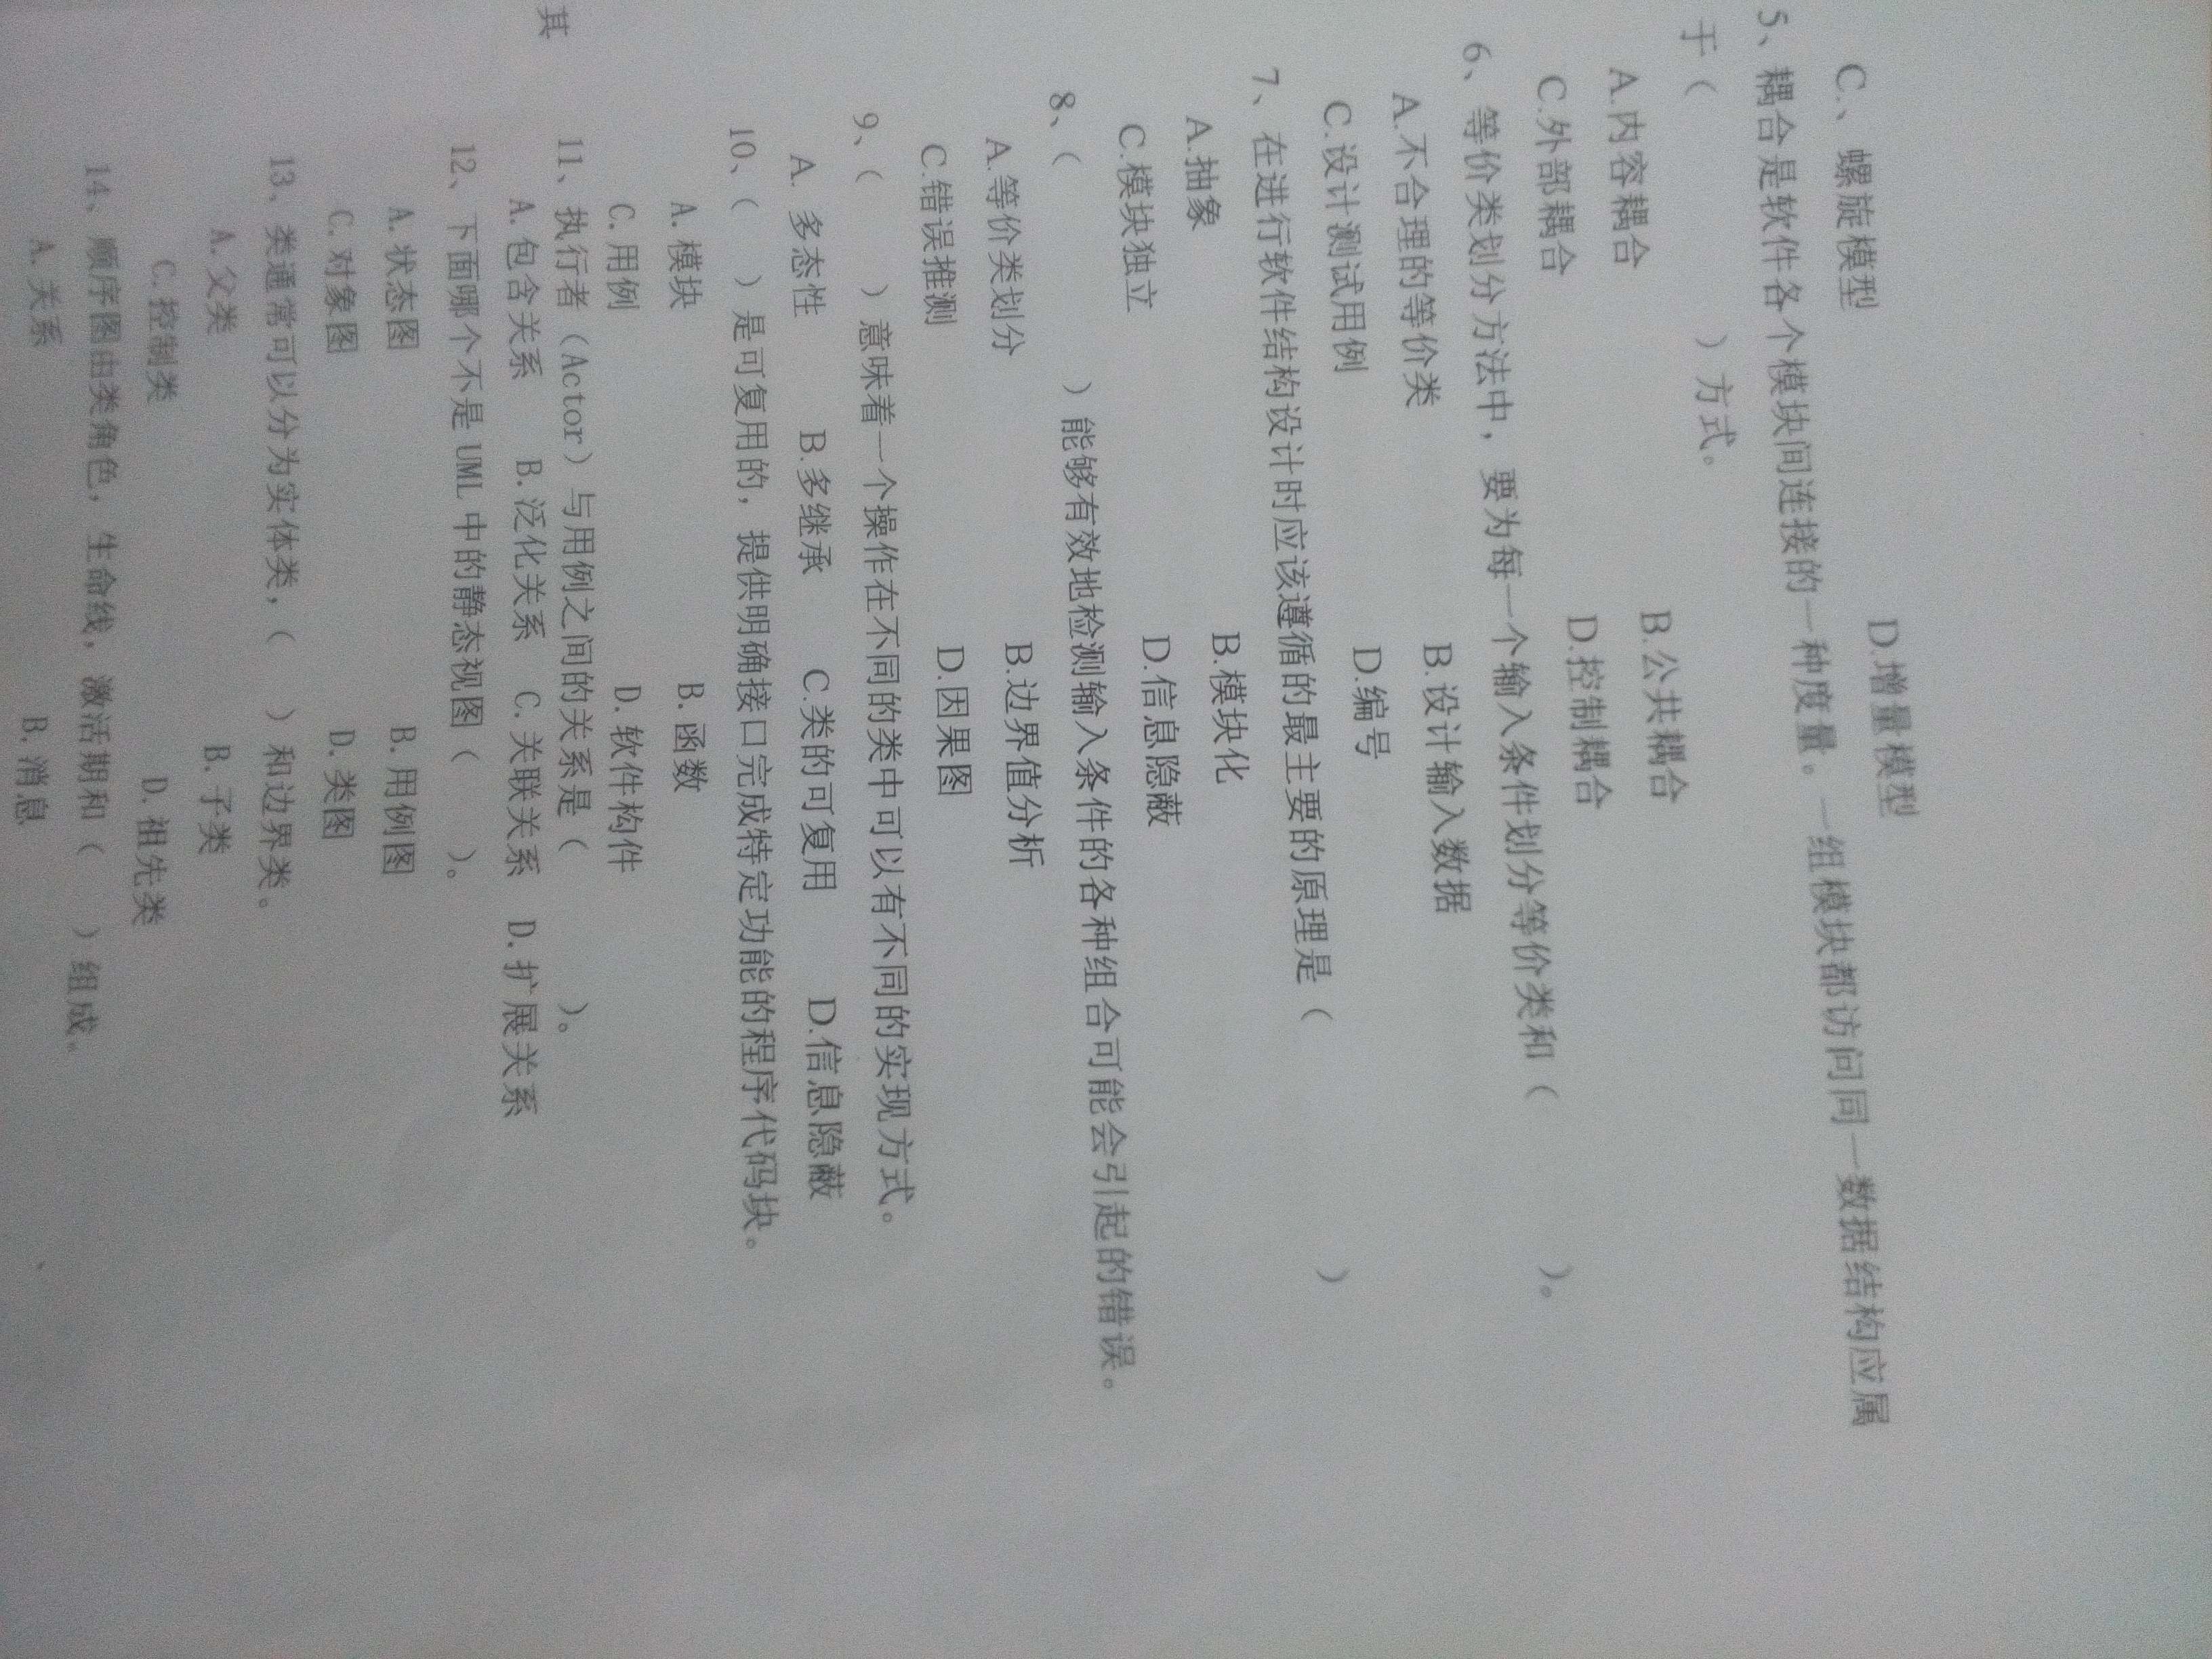 C、螺旋模型 D.增量模型
5、耦合是软件各个模块间连接的一种度量。一组模块都访问同一数据结构应属
于（ ）方式。
A.内容耦合 B.公共耦合
C.外部耦合 D.控制耦合
6、等价类划分方法中，要为每一个输入条件划分等价类和（ ）。
A.不合理的等价类 B.设计输入数据
C.设计测试用例 D.编号
7、在进行软件结构设计时应该遵循的最主要的原理是（ ）
A.抽象 B.模块化
C.模块独立 D.信息隐蔽
8、（ ）能够有效地检测输入条件的各种组合可能会引起的错误。
A.等价类划分 B.边界值分析
C.错误推测 D.因果图
9、（ ）意味着一个操作在不同的类中可以有不同的实现方式。
A. 多态性 B.多继承 C.类的可复用 D.信息隐蔽
10、（ ）是可复用的，提供明确接口完成特定功能的程序代码块。
A.模块 B.函数
C.用例 D.软件构件
11、执行者（Actor）与用例之间的关系是（ ）。
其
A.包含关系 B.泛化关系 C.关联关系 D.扩展关系
12、下面哪个不是 UML 中的静态视图（ ）。
A.状态图 B.用例图
C.对象图 D.类图
13、类通常可以分为实体类，（ ）和边界类。
A.父类 B.子类
C.控制类 D.祖先类
14、顺序图由类角色，生命线，激活期和（ ）组成。
A.关系 B.消息